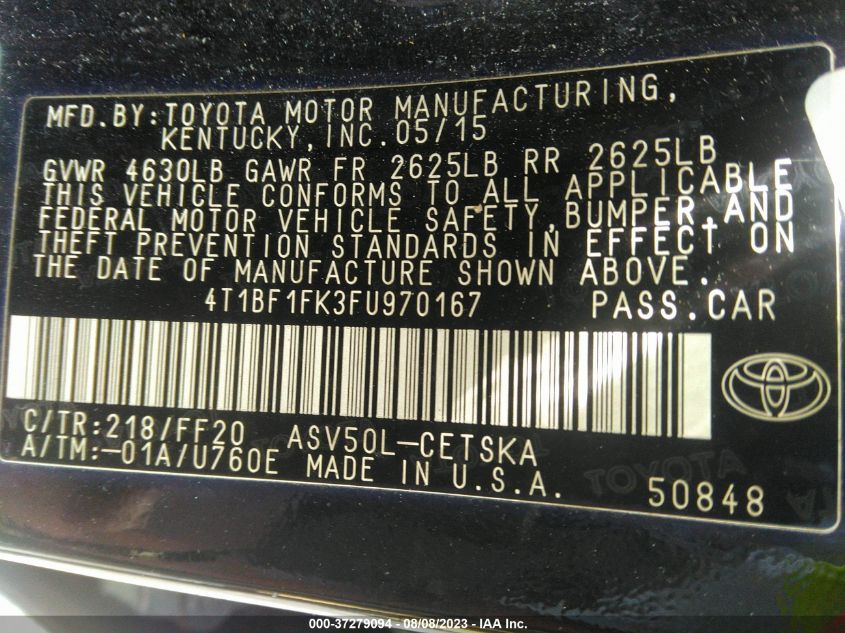 MFD.BY:TOYOTA MOTOR MANUFACTURING,
KENTUCKY,INC.05/15
GVWR 4630LB GAWR FR 2625LB RR 2625LB
THIS VEHICLE CONFORMS TO ALL APPLICABLE
FEDERAL MOTOR VEHICLE SAFETY,BUMPER,AND
THEFT PREVENTION STANDARDS IN EFFECT ON
THE DATE OF MANUFACTURE SHOWN ABOVE.
4T1BF1FK3FU970167 PASS.CAR
C/TR:218/FF20 ASV50L-CETSKA
A/TM:-01A/U760E MADE IN U.S.A.
50848
000-37279094 - 08/08/2023 - IAA Inc.